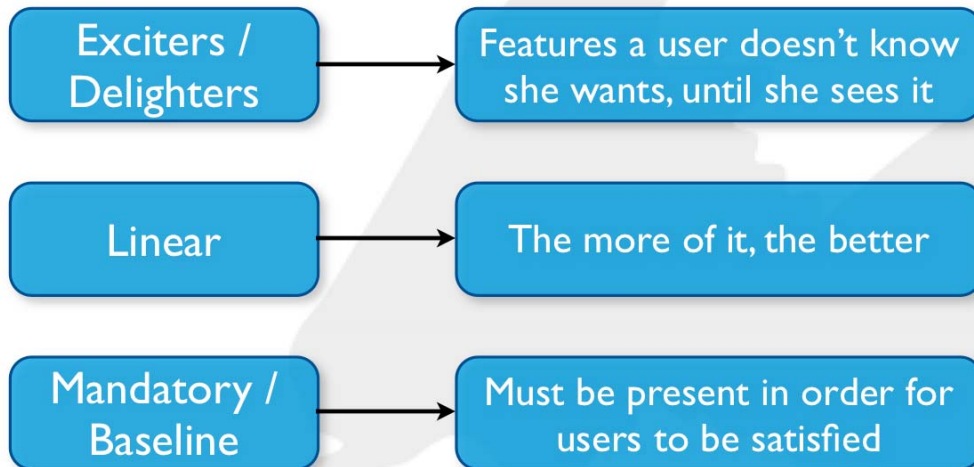 Exciters /
Delighters
Features a user doesn’t know
she wants, until she sees it
Linear
The more of it, the better
Mandatory /
Baseline
Must be present in order for
users to be satisfied